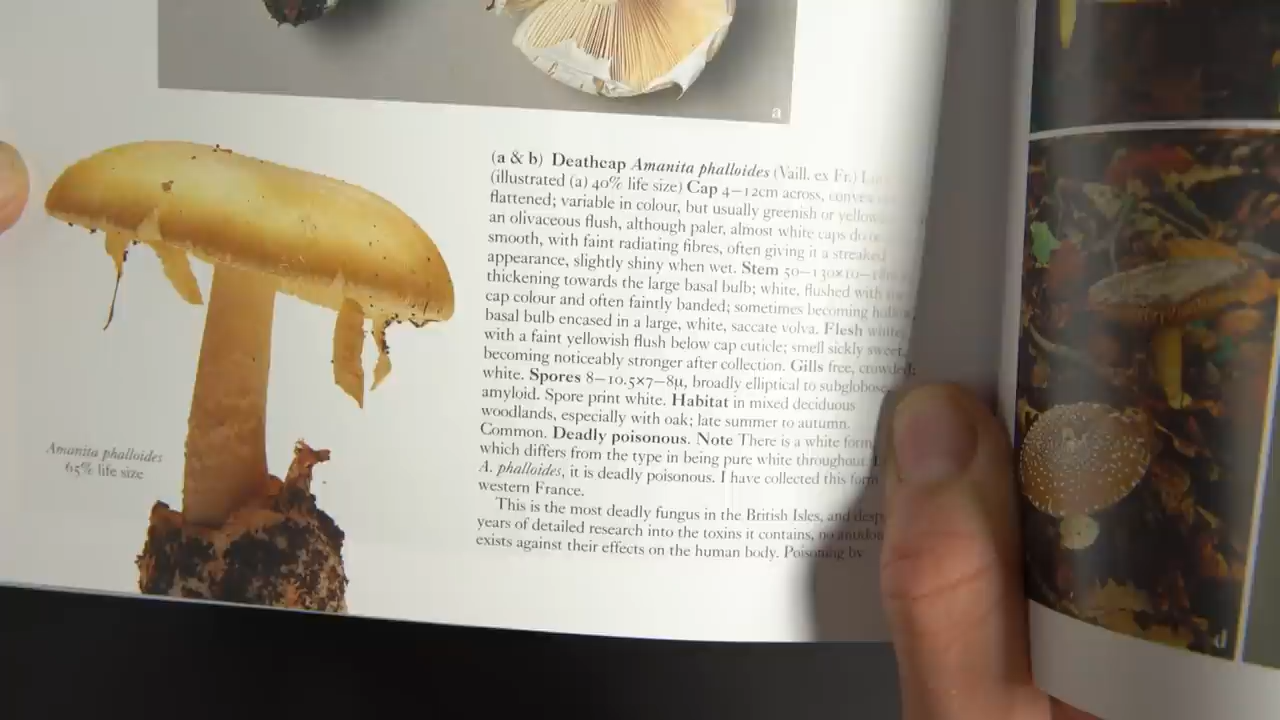 a
(a & b) Deathcap Amanita phalloides (Vaill. ex Fr.)
(illustrated (a) 40% life size) Cap 4–12cm across, convex
flattened; variable in colour, but usually greenish or yellow
an olivaceous flush, although paler, almost white caps do
smooth, with faint radiating fibres, often giving it a streaked
appearance, slightly shiny when wet. Stem 50–130×10–
thickening towards the large basal bulb; white, flushed with
cap colour and often faintly banded; sometimes becoming
basal bulb encased in a large, white, saccate volva. Flesh white
with a faint yellowish flush below cap cuticle; smell sickly sweet,
becoming noticeably stronger after collection. Gills free, crowded;
white. Spores 8–10.5×7–8µ, broadly elliptical to subglobose,
amyloid. Spore print white. Habitat in mixed deciduous
woodlands, especially with oak; late summer to autumn.
Common. Deadly poisonous. Note There is a white form
which differs from the type in being pure white throughout.
A. phalloides, it is deadly poisonous. I have collected this form
western France.
This is the most deadly fungus in the British Isles, and
years of detailed research into the toxins it contains, no
exists against their effects on the human body. Poisoning by
Amanita phalloides
65% life size
d